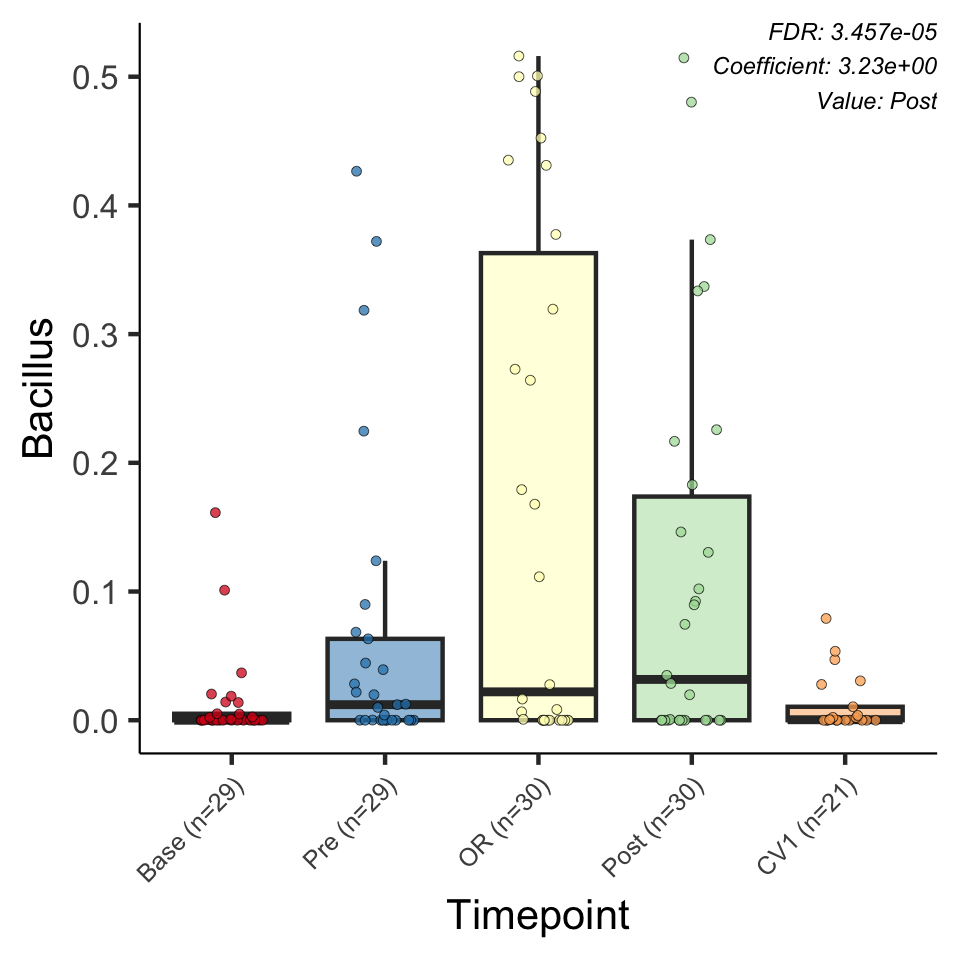 FDR: 3.457e-05
Coefficient: 3.23e+00
Value: Post
Bacillus
0.5
0.4
0.3
0.2
0.1
0.0
Base (n=29)
Pre (n=29)
OR (n=30)
Post (n=30)
CV1 (n=21)
Timepoint